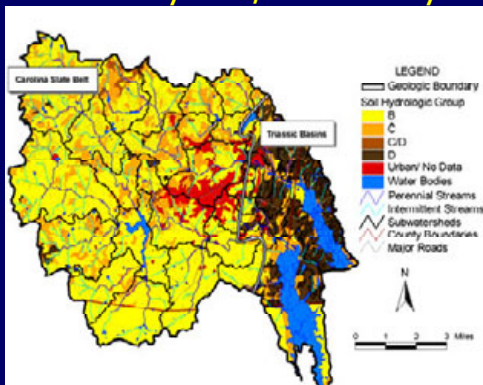 Carolina Slate Belt
Triassic Basins
LEGEND
Geologic Boundary
Soil Hydrologic Group
B
C
C/D
D
Urban/ No Data
Water Bodies
Perennial Streams
Intermittent Streams
Subwatersheds
County Boundaries
Major Roads
N
0 1 2 3 Miles